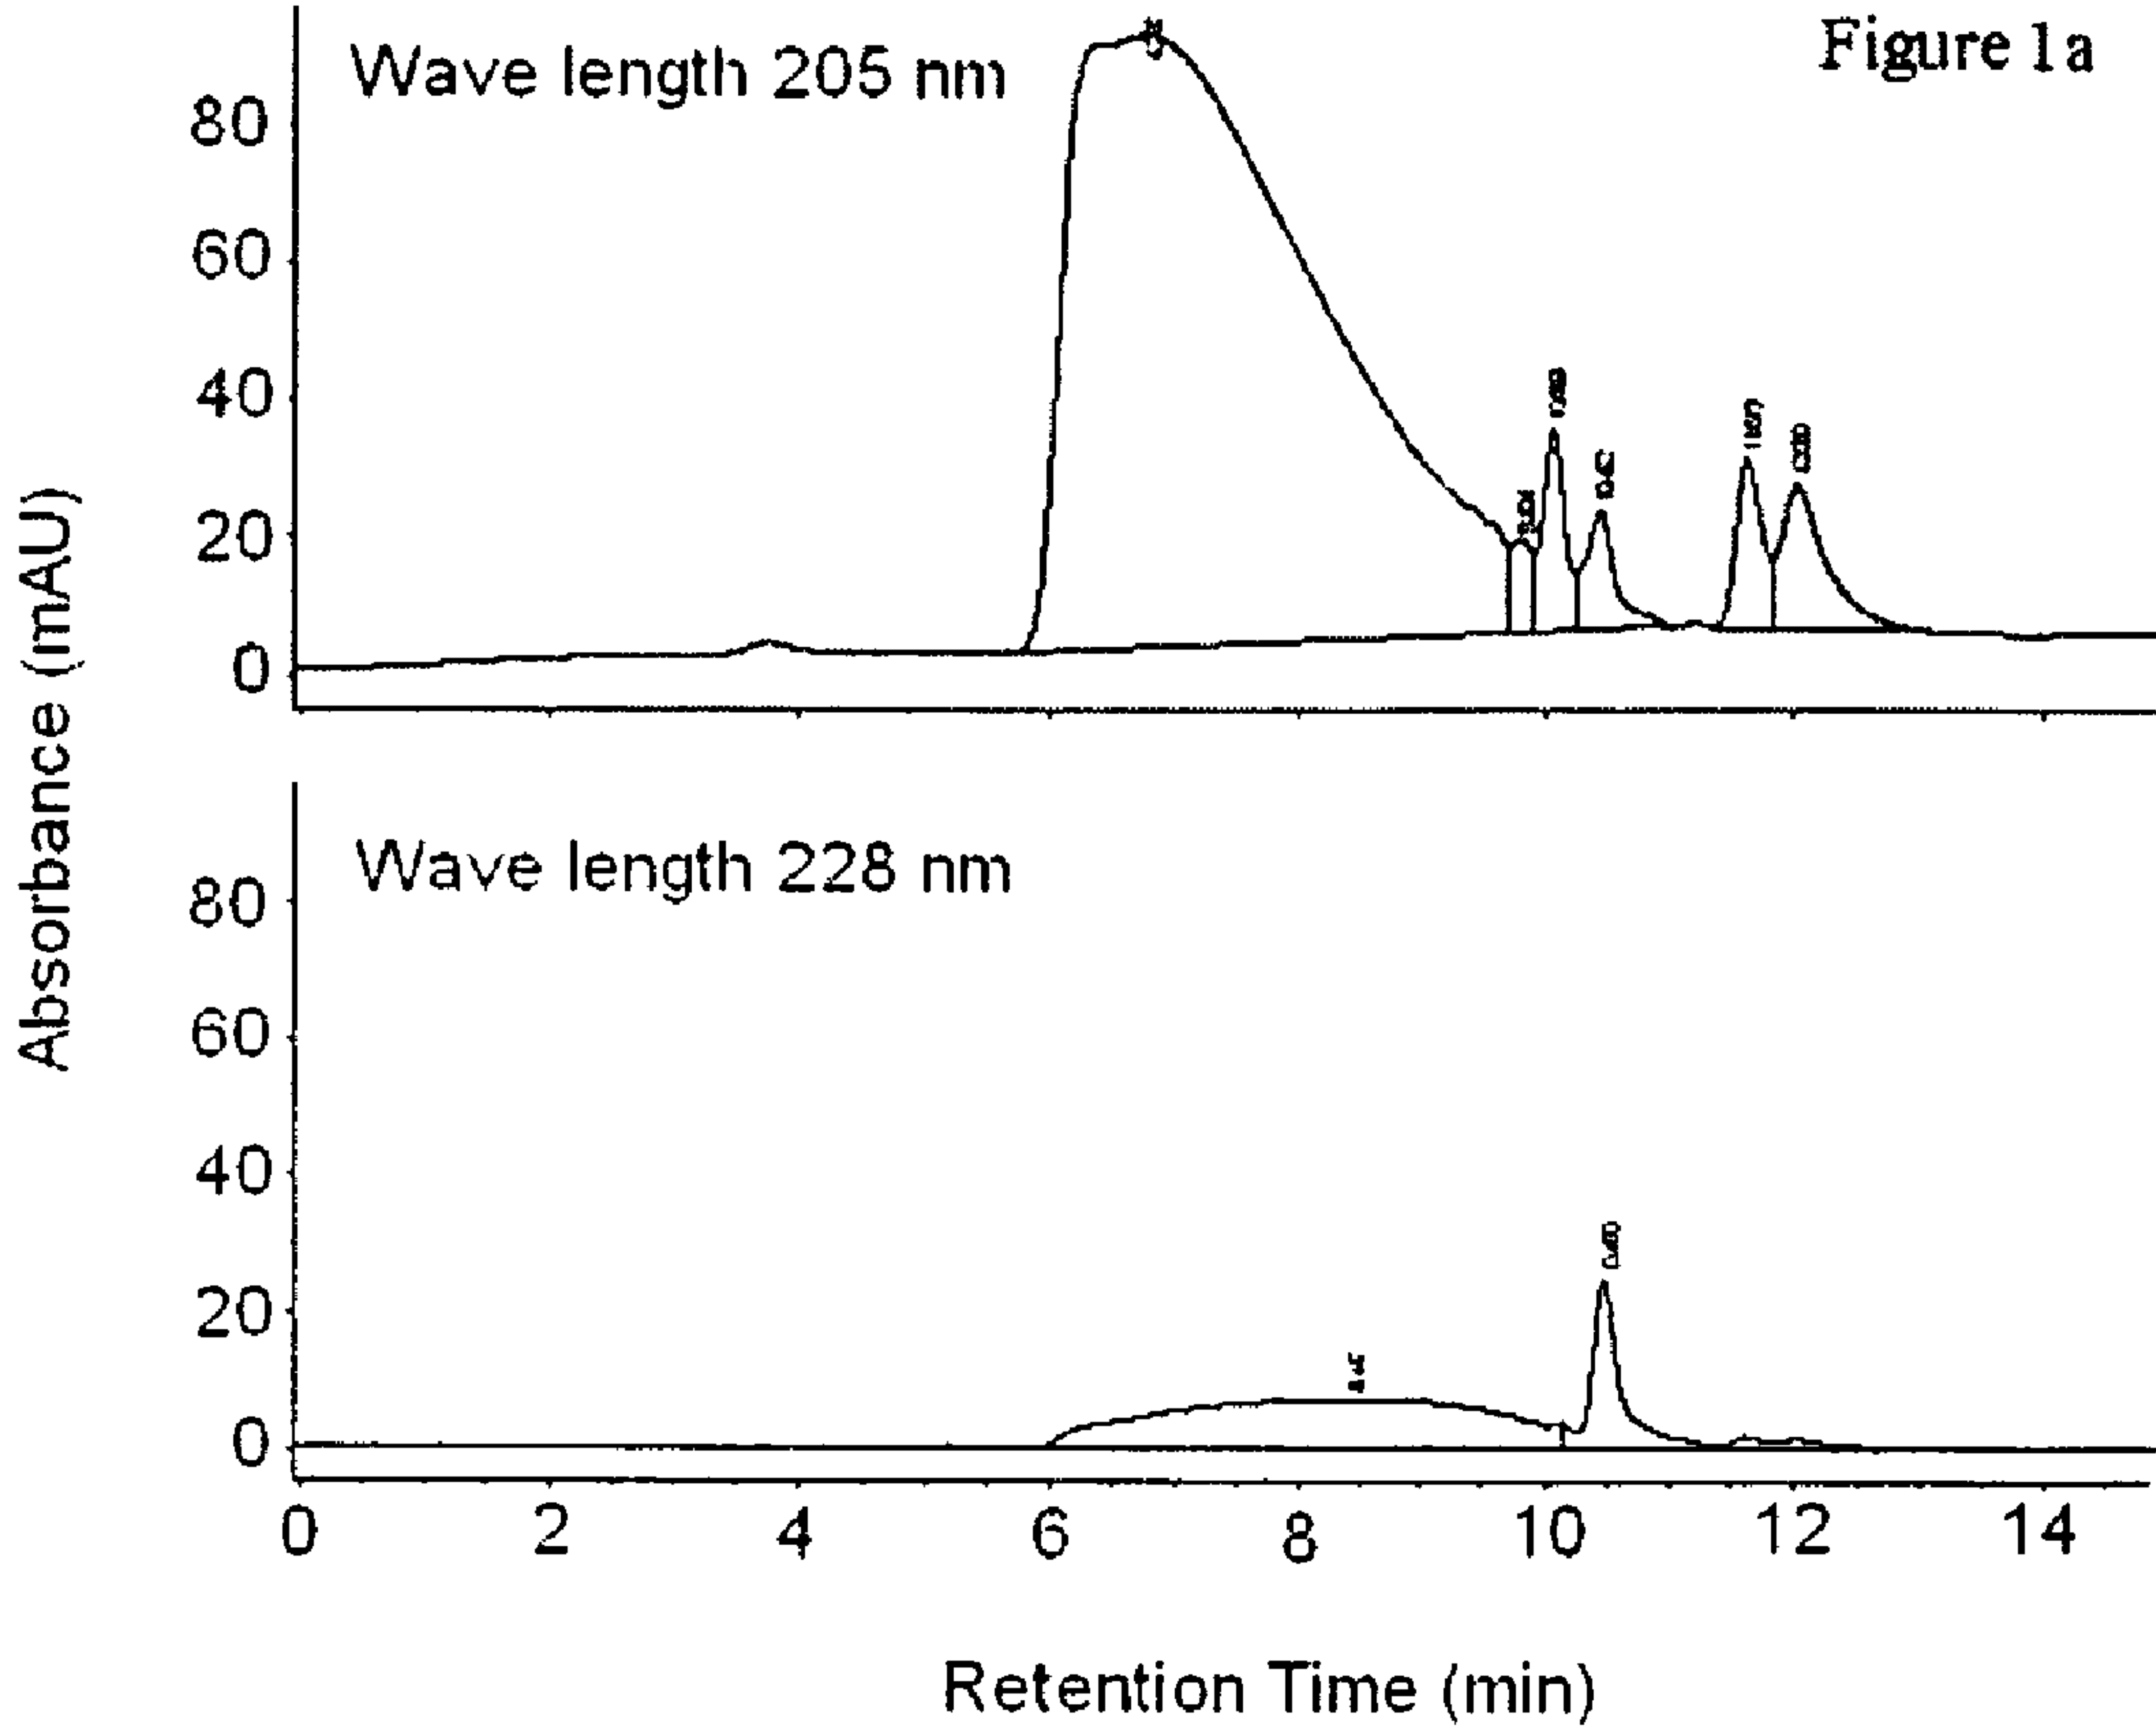 Figure 1a
Wave length 205 nm
80
60
40
20
0
Absorbance (mAU)
Wave length 228 nm
80
60
40
20
0
0 2 4 6 8 10 12 14
Retention Time (min)